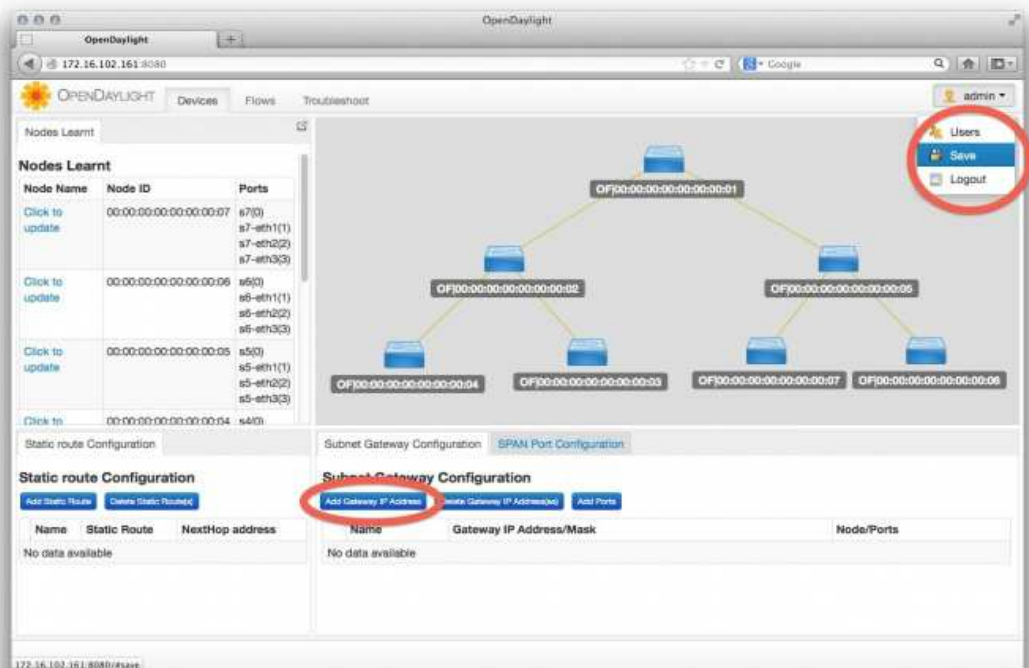 OpenDaylight
OpenDaylight
172.16.102.161:8080
Google
OPENDAYLIGHT Devices Flows Troubleshoot
admin
Users
Save
Logout
Nodes Learnt
Nodes Learnt
Node Name Node ID Ports
Click to update 00:00:00:00:00:00:00:07 s7(0)
s7-eth1(1)
s7-eth2(2)
s7-eth3(3)
Click to update 00:00:00:00:00:00:00:06 s6(0)
s6-eth1(1)
s6-eth2(2)
s6-eth3(3)
Click to update 00:00:00:00:00:00:00:05 s5(0)
s5-eth1(1)
s5-eth2(2)
s5-eth3(3)
Click to 00:00:00:00:00:00:00:04 s4(0)
OF|00:00:00:00:00:00:00:01
OF|00:00:00:00:00:00:00:02
OF|00:00:00:00:00:00:00:05
OF|00:00:00:00:00:00:00:04
OF|00:00:00:00:00:00:00:03
OF|00:00:00:00:00:00:00:07
OF|00:00:00:00:00:00:00:06
Static route Configuration
Static route Configuration
Add Static Route Delete Static Route(s)
Name Static Route NextHop address
No data available
Subnet Gateway Configuration SPAN Port Configuration
Subnet Gateway Configuration
Add Gateway IP Address Delete Gateway IP Address(es) Add Ports
Name Gateway IP Address/Mask Node/Ports
No data available
172.16.102.161:8080/#save